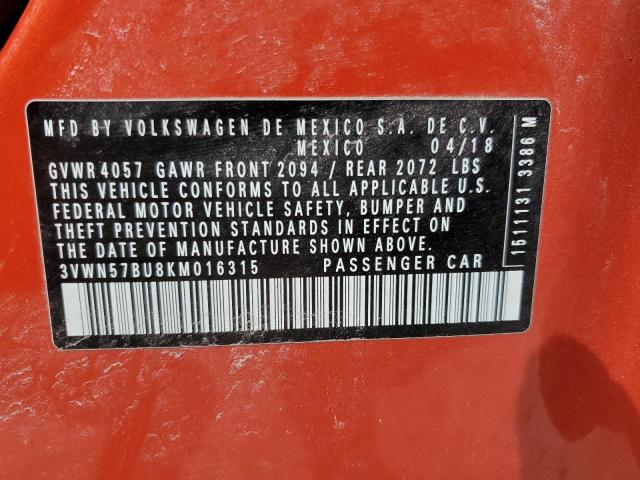 MFD BY VOLKSWAGEN DE MEXICO S.A. DE C.V.
MEXICO 04/18
GVWR 4057 GAWR FRONT 2094 / REAR 2072 LBS
THIS VEHICLE CONFORMS TO ALL APPLICABLE U.S.
FEDERAL MOTOR VEHICLE SAFETY, BUMPER AND
THEFT PREVENTION STANDARDS IN EFFECT ON
THE DATE OF MANUFACTURE SHOWN ABOVE.
3VWN57BU8KM016315 PASSENGER CAR
1511131 3386 M